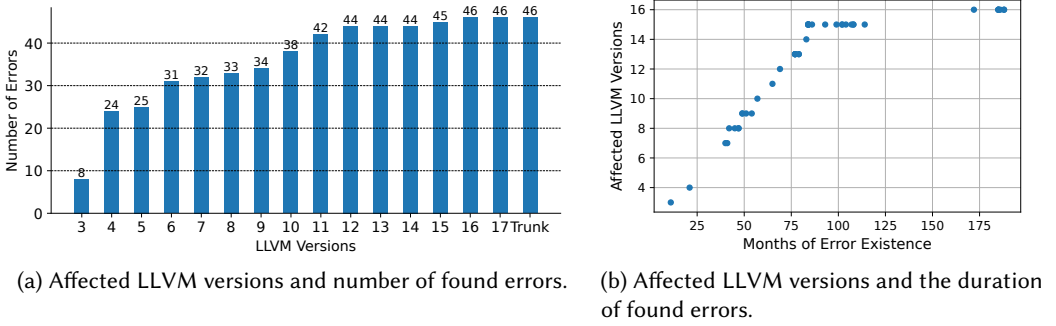 46 46 46
45
44 44 44
42
38
34
33
32
31
25
24
8
40
30
20
10
0
Number of Errors
3 4 5 6 7 8 9 10 11 12 13 14 15 16 17 Trunk
LLVM Versions
(a) Affected LLVM versions and number of found errors.
16
14
12
10
8
6
4
Affected LLVM Versions
25 50 75 100 125 150 175
Months of Error Existence
(b) Affected LLVM versions and the duration
of found errors.